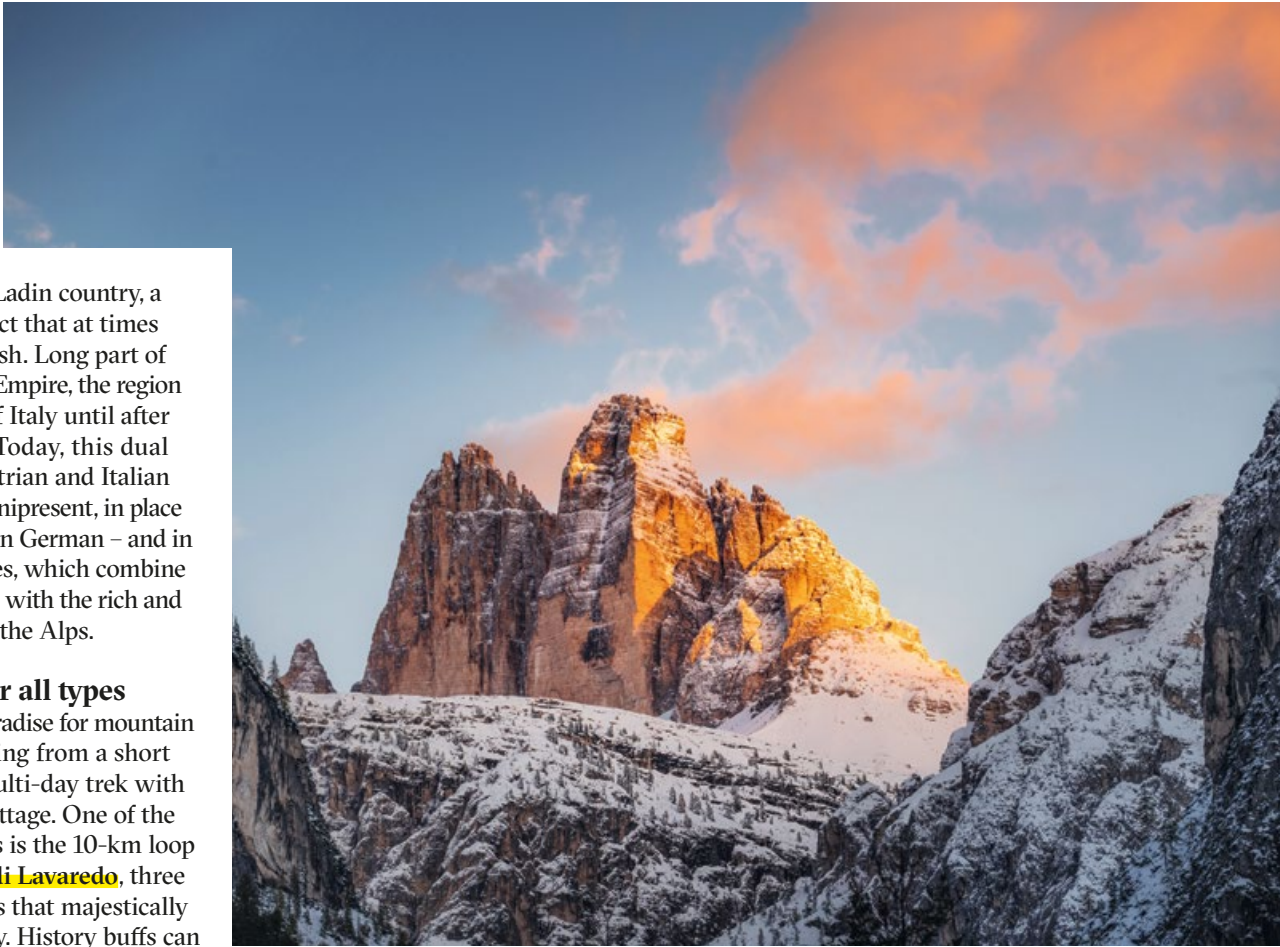 Ladin country, a
ct that at times
sh. Long part of
Empire, the region
f Italy until after
Today, this dual
trian and Italian
nipresent, in place
n German – and in
es, which combine
with the rich and
the Alps.
r all types
radise for mountain
ing from a short
ulti-day trek with
ttage. One of the
s is the 10-km loop
di Lavaredo, three
s that majestically
y. History buffs can